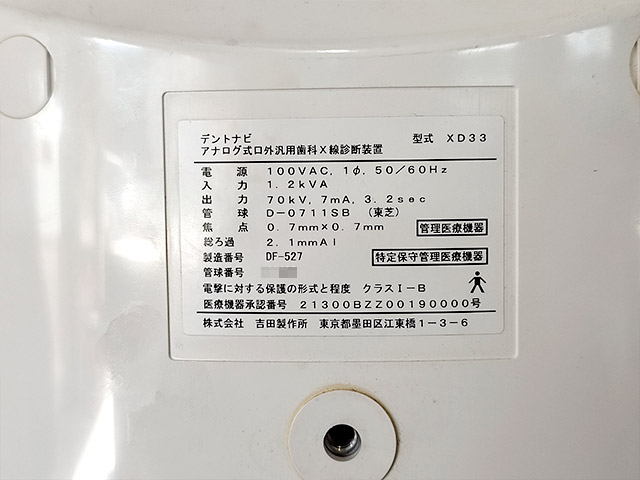 デントナビ 型式 XD33
アナログ式口外汎用歯科X線診断装置
電源 100VAC, 1φ, 50/60Hz
入力 1.2kVA
出力 70kV, 7mA, 3.2sec
管球 D-0711SB (東芝)
焦点 0.7mm×0.7mm 管理医療機器
総ろ過 2.1mmAl
製造番号 DF-527 特定保守管理医療機器
管球番号
電撃に対する保護の形式と程度 クラスI-B
医療機器承認番号 21300BZZ00190000号
株式会社 吉田製作所 東京都墨田区江東橋1-3-6